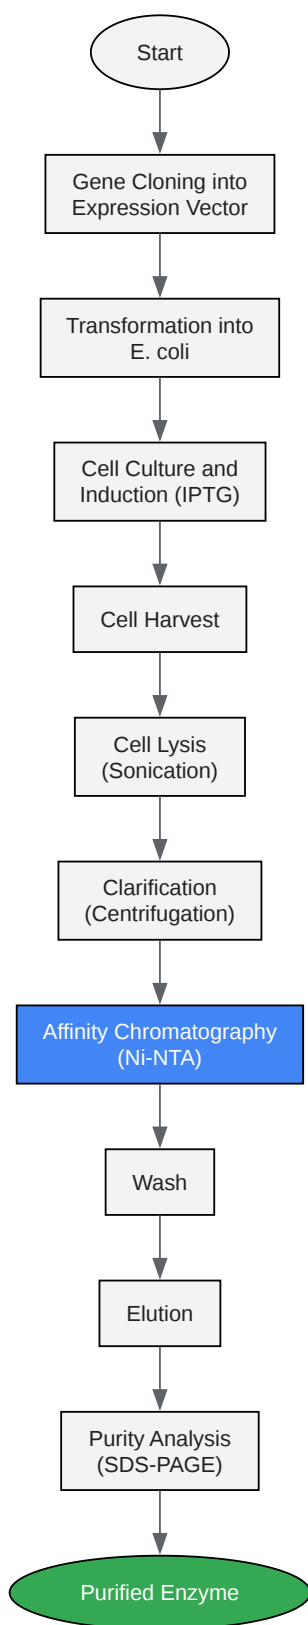 Start
Gene Cloning into
Expression Vector
Transformation into
E. coli
Cell Culture and
Induction (IPTG)
Cell Harvest
Cell Lysis
(Sonication)
Clarification
(Centrifugation)
Affinity Chromatography
(Ni-NTA)
Wash
Elution
Purity Analysis
(SDS-PAGE)
Purified Enzyme